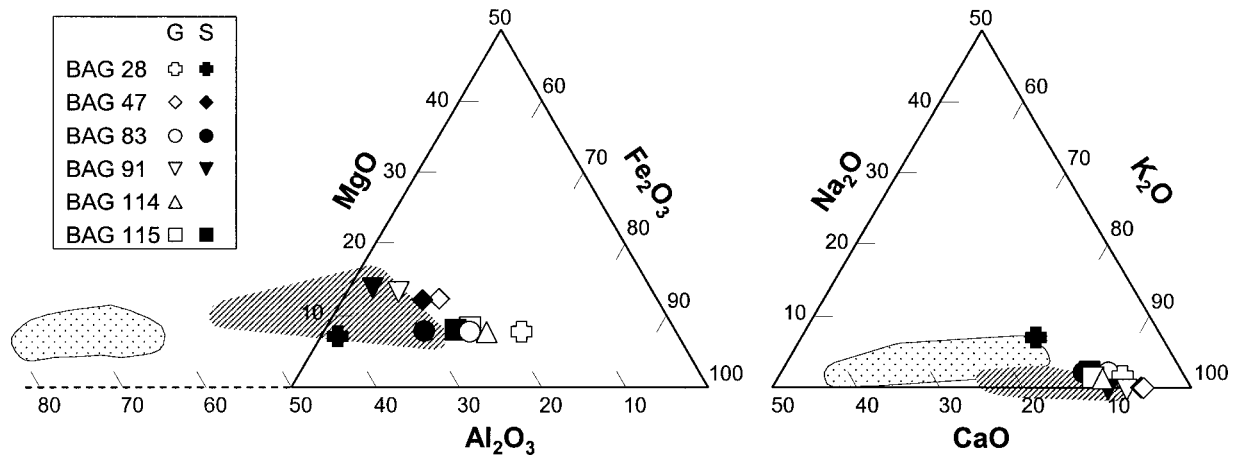 G S
BAG 28
BAG 47
BAG 83
BAG 91
BAG 114
BAG 115
50
40
60
30
70
20
80
10
90
100
MgO
Fe₂O₃
80 70 60 50 40 30 20 10
Al₂O₃
50
40
60
30
70
20
80
10
90
100
Na₂O
K₂O
50 40 30 20 10
CaO